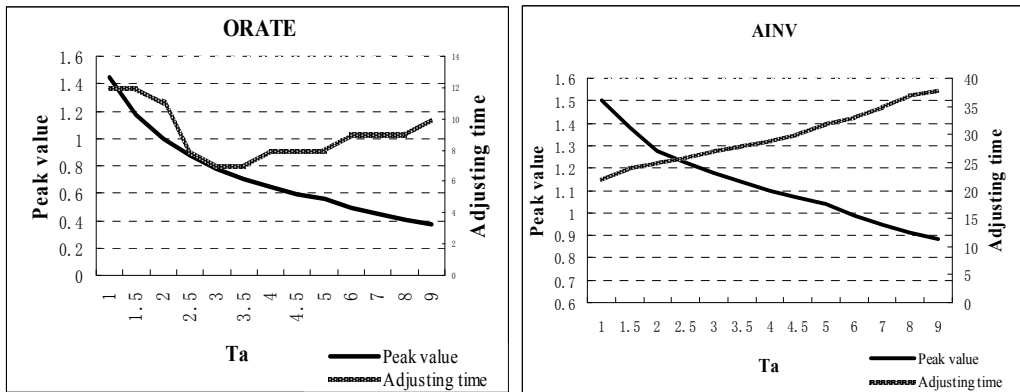 ORATE
Peak value
1.6
1.4
1.2
1
0.8
0.6
0.4
0.2
0
14
12
10
8
6
4
2
0
Adjusting time
1 1.5 2 2.5 3 3.5 4 4.5 5 6 7 8 9
Ta
Peak value
Adjusting time
AINV
Peak value
1.6
1.5
1.4
1.3
1.2
1.1
1
0.9
0.8
0.7
0.6
40
35
30
25
20
15
10
5
0
Adjusting time
1 1.5 2 2.5 3 3.5 4 4.5 5 6 7 8 9
Ta
Peak value
Adjusting time